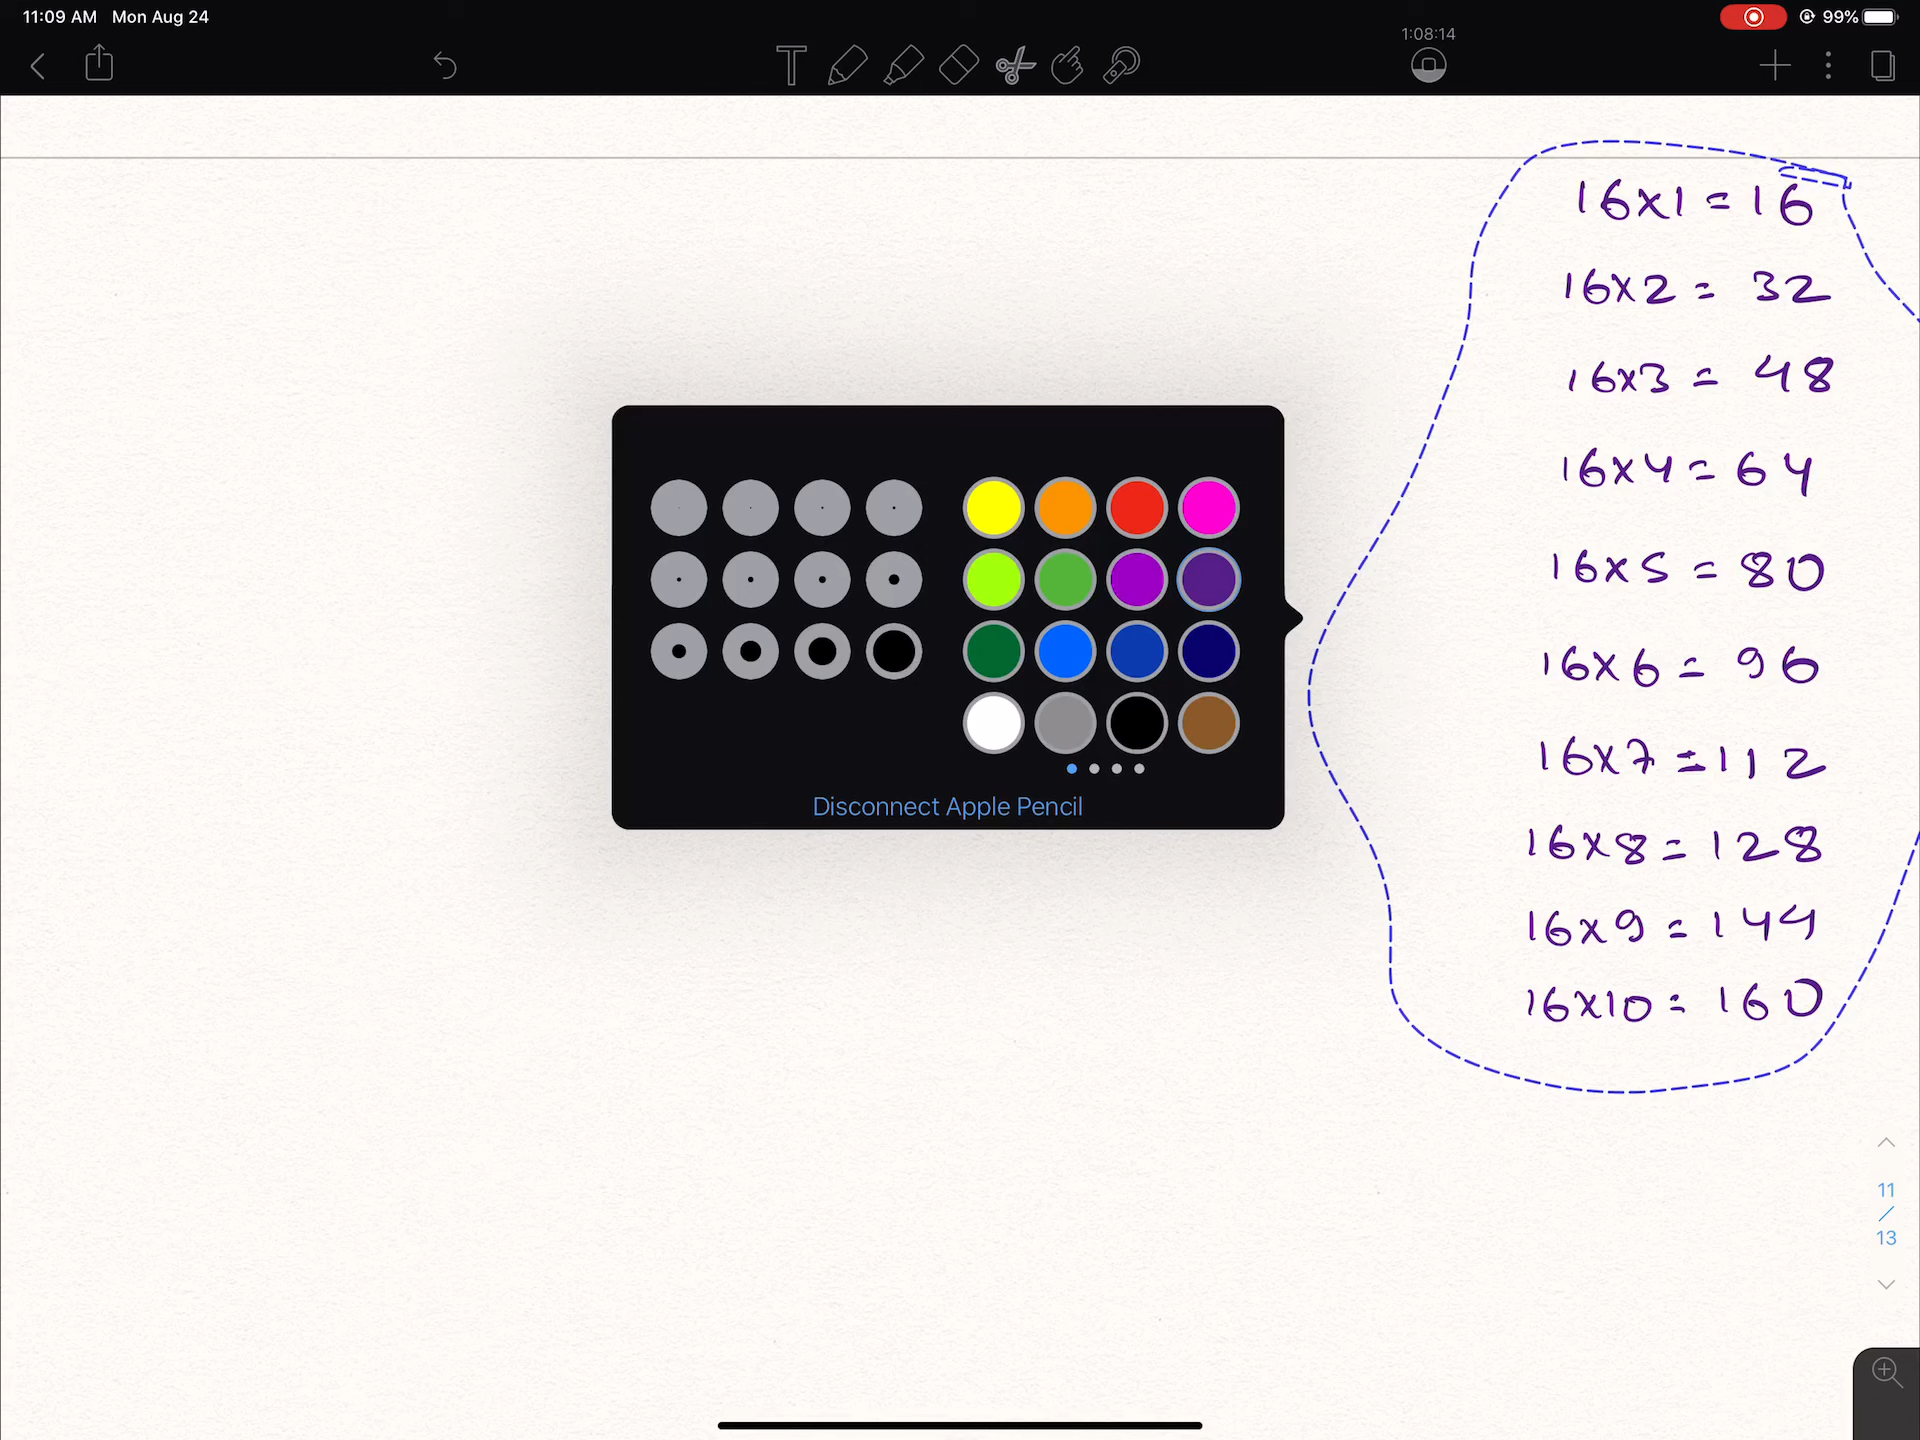 11:09 AM Mon Aug 24
99%
1:08:14
16x1 = 16
16x2 = 32
16x3 = 48
16x4 = 64
16x5 = 80
16x6 = 96
16x7 = 112
16x8 = 128
16x9 = 144
16x10 = 160
Disconnect Apple Pencil
11
/
13